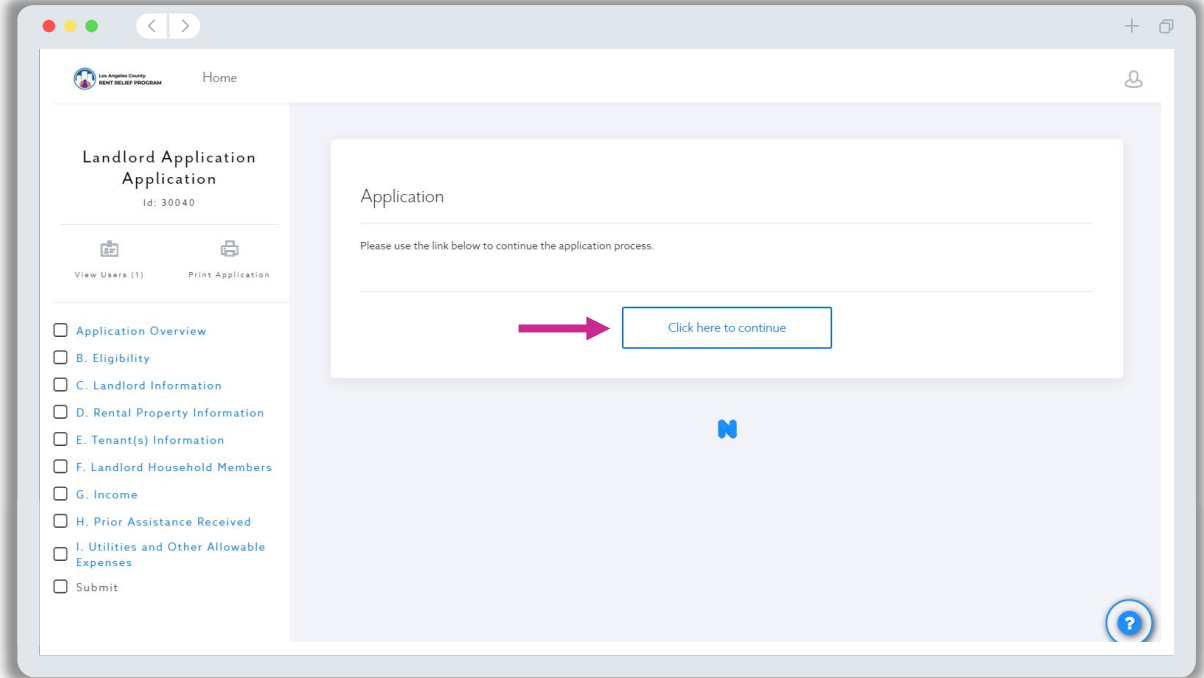 Los Angeles County
RENT RELIEF PROGRAM
Home
Landlord Application
Application
Id: 30040
View Users (1)
Print Application
Application Overview
B. Eligibility
C. Landlord Information
D. Rental Property Information
E. Tenant(s) Information
F. Landlord Household Members
G. Income
H. Prior Assistance Received
I. Utilities and Other Allowable
Expenses
Submit
Application
Please use the link below to continue the application process.
Click here to continue
N
?